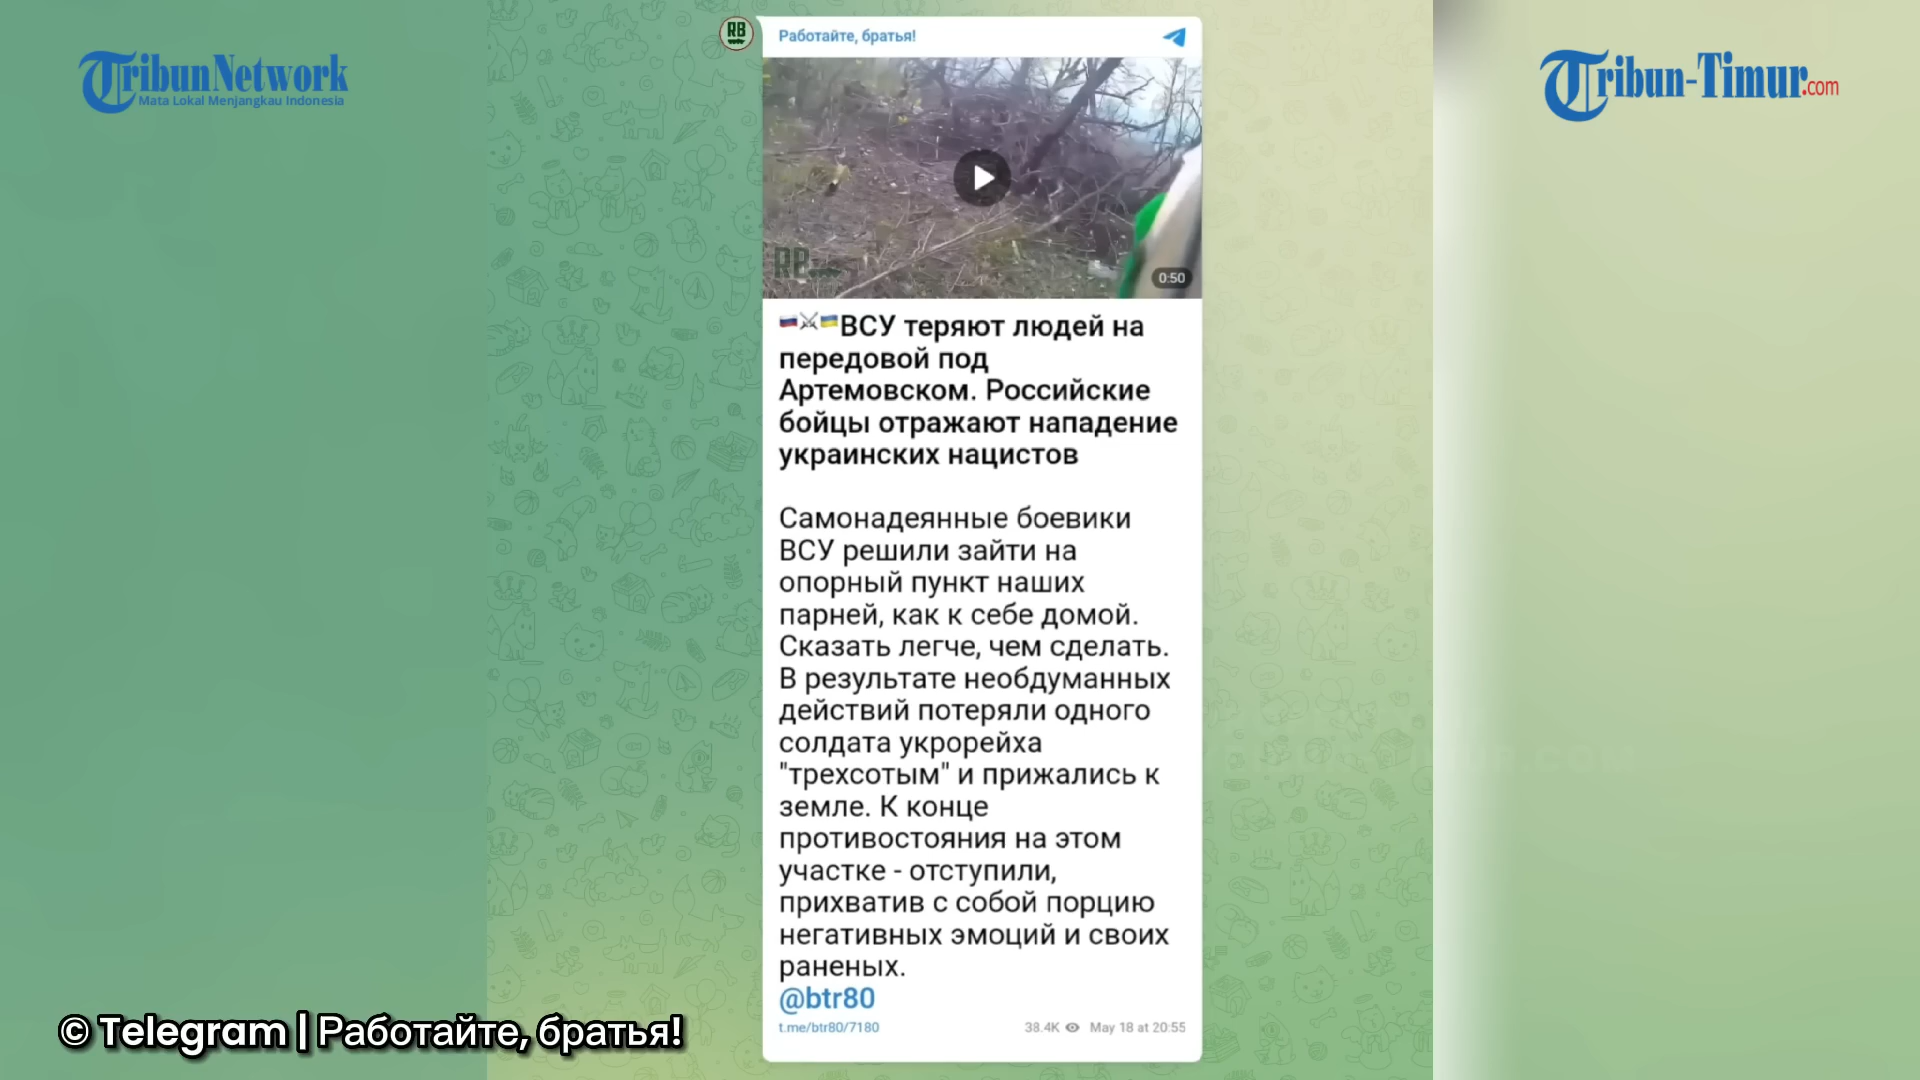 TribunNetwork
Mata Lokal Menjangkau Indonesia
Tribun-Timur.com
RB
Работайте, братья!
RB
0:50
ВСУ теряют людей на
передовой под
Артемовском. Российские
бойцы отражают нападение
украинских нацистов
Самонадеянные боевики
ВСУ решили зайти на
опорный пункт наших
парней, как к себе домой.
Сказать легче, чем сделать.
В результате необдуманных
действий потеряли одного
солдата укрорейха
"трехсотым" и прижались к
земле. К конце
противостояния на этом
участке - отступили,
прихватив с собой порцию
негативных эмоций и своих
раненых.
@btr80
t.me/btr80/7180 38.4K May 18 at 20:55
© Telegram | Работайте, братья!